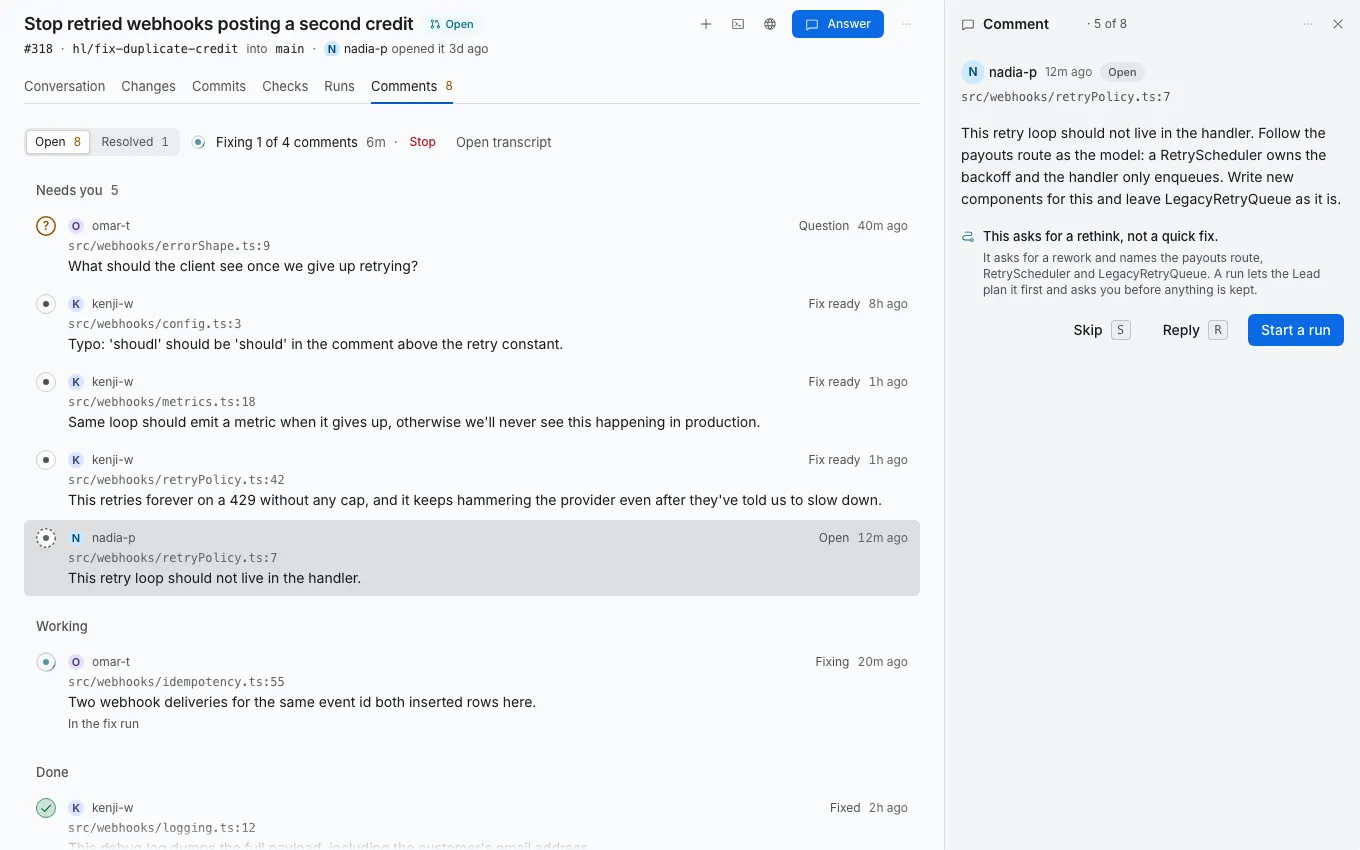 Stop retried webhooks posting a second credit Open
Answer
#318 · hl/fix-duplicate-credit into main · N nadia-p opened it 3d ago
Conversation Changes Commits Checks Runs Comments 8
Open 8 Resolved 1 Fixing 1 of 4 comments 6m · Stop Open transcript
Needs you 5
? O omar-t Question 40m ago
src/webhooks/errorShape.ts:9
What should the client see once we give up retrying?
K kenji-w Fix ready 8h ago
src/webhooks/config.ts:3
Typo: 'shoudl' should be 'should' in the comment above the retry constant.
K kenji-w Fix ready 1h ago
src/webhooks/metrics.ts:18
Same loop should emit a metric when it gives up, otherwise we'll never see this happening in production.
K kenji-w Fix ready 1h ago
src/webhooks/retryPolicy.ts:42
This retries forever on a 429 without any cap, and it keeps hammering the provider even after they've told us to slow down.
N nadia-p Open 12m ago
src/webhooks/retryPolicy.ts:7
This retry loop should not live in the handler.
Working
O omar-t Fixing 20m ago
src/webhooks/idempotency.ts:55
Two webhook deliveries for the same event id both inserted rows here.
In the fix run
Done
K kenji-w Fixed 2h ago
src/webhooks/logging.ts:12
This debug log dumps the full payload, including the customer's email address
Comment · 5 of 8
N nadia-p 12m ago Open
src/webhooks/retryPolicy.ts:7
This retry loop should not live in the handler. Follow the
payouts route as the model: a RetryScheduler owns the
backoff and the handler only enqueues. Write new
components for this and leave LegacyRetryQueue as it is.
This asks for a rethink, not a quick fix.
It asks for a rework and names the payouts route,
RetryScheduler and LegacyRetryQueue. A run lets the Lead
plan it first and asks you before anything is kept.
Skip S Reply R Start a run